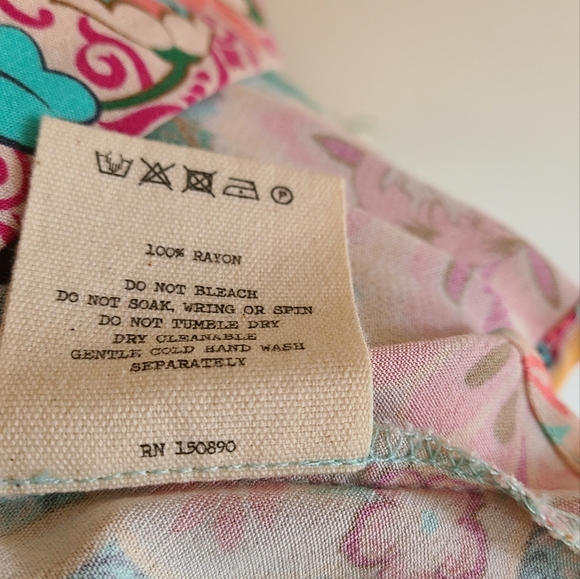 P
100% RAYON
DO NOT BLEACH
DO NOT SOAK, WRING OR SPIN
DO NOT TUMBLE DRY
DRY CLEANABLE
GENTLE COLD HAND WASH
SEPARATELY
RN 150890